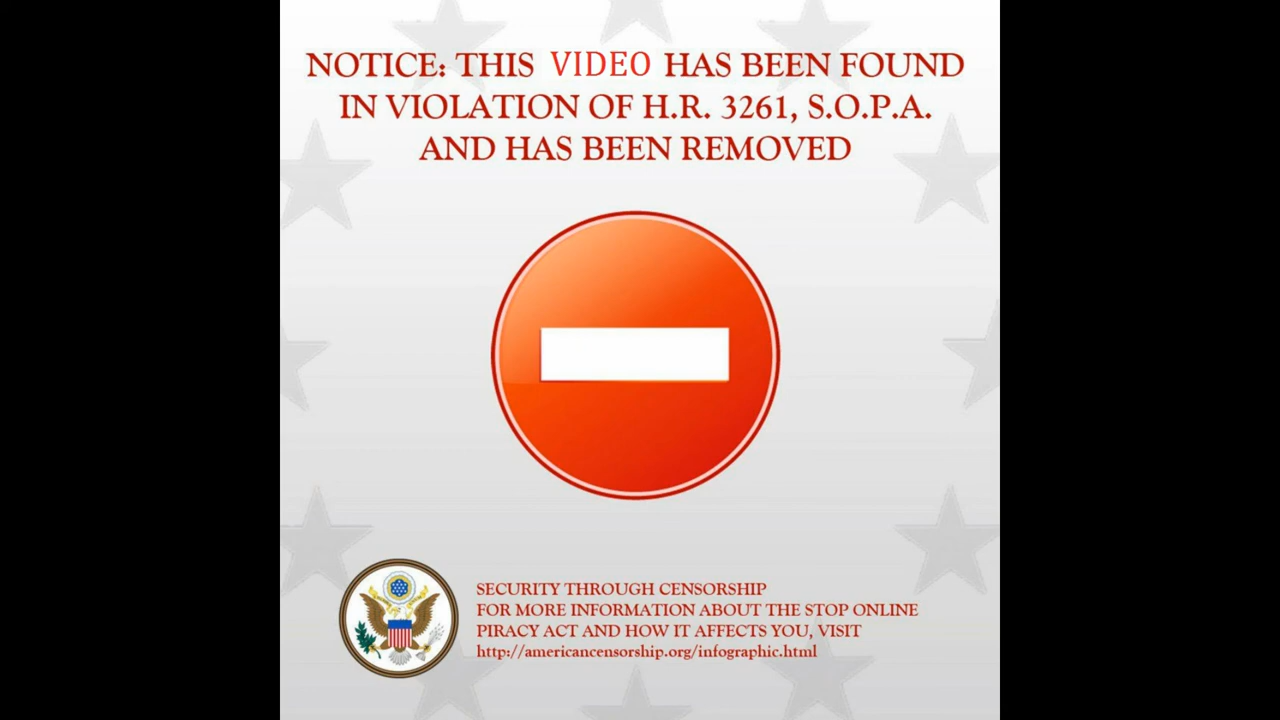 NOTICE: THIS VIDEO HAS BEEN FOUND
IN VIOLATION OF H.R. 3261, S.O.P.A.
AND HAS BEEN REMOVED
SECURITY THROUGH CENSORSHIP
FOR MORE INFORMATION ABOUT THE STOP ONLINE
PIRACY ACT AND HOW IT AFFECTS YOU, VISIT
http://americancensorship.org/infographic.html